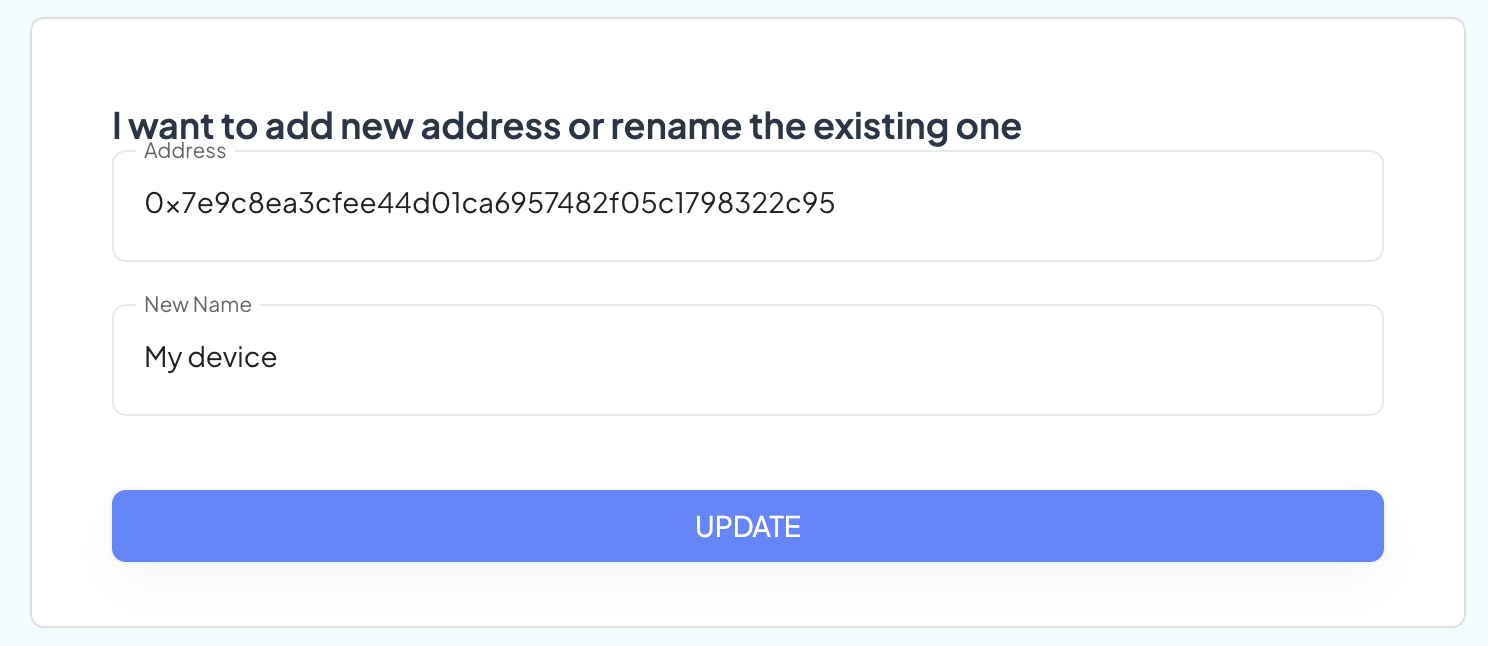 I want to add new address or rename the existing one
Address
0x7e9c8ea3cfee44d01ca6957482f05c1798322c95
New Name
My device
UPDATE